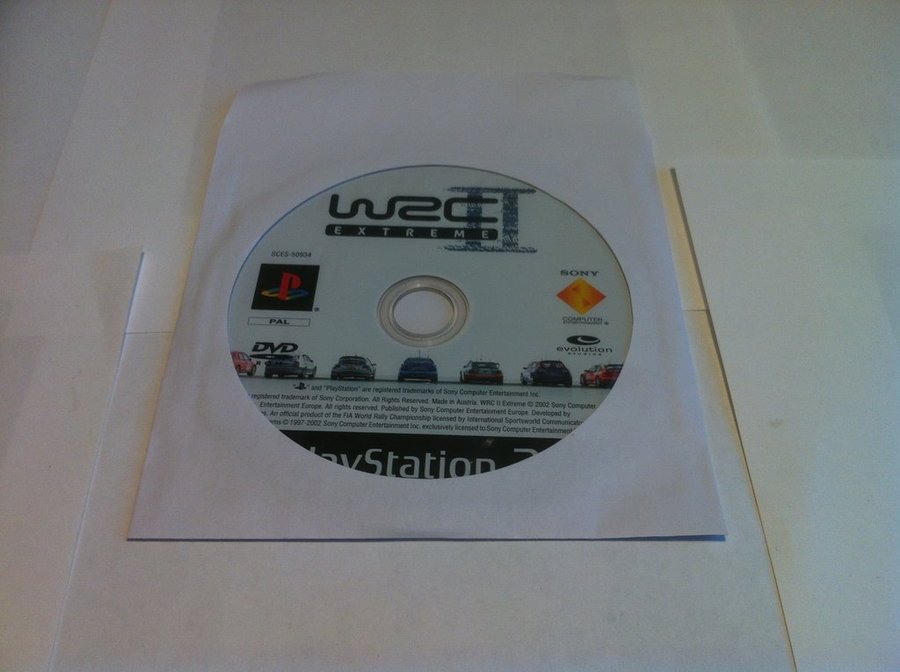 WRC II
EXTREME
SCES-50934
SONY
COMPUTER
ENTERTAINMENT
PAL
DVD
evolution
studios
and "PlayStation" are registered trademarks of Sony Computer Entertainment Inc.
registered trademark of Sony Corporation. All Rights Reserved. Made in Austria. WRC II Extreme © 2002 Sony Computer
Entertainment Europe. All rights reserved. Published by Sony Computer Entertainment Europe. Developed by
An official product of the FIA World Rally Championship licensed by International Sportsworld Communicator
© 1997-2002 Sony Computer Entertainment Inc. exclusively licensed to Sony Computer Entertainment
PlayStation 2